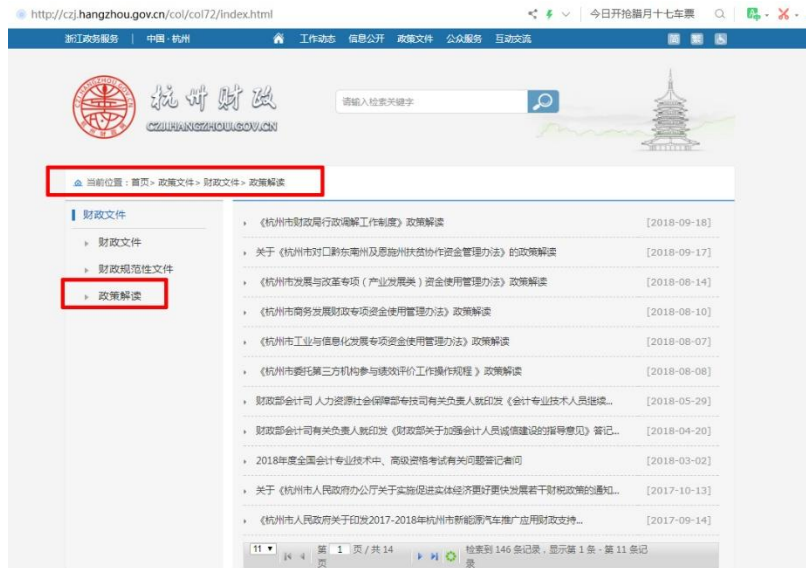 http://czj.hangzhou.gov.cn/col/col72/index.html 今日开抢腊月十七车票
浙江政务服务 | 中国·杭州 工作动态 信息公开 政策文件 公众服务 互动交流 简 繁
杭州财政
CZJ.HANGZHOU.GOV.CN
请输入检索关键字
当前位置：首页> 政策文件> 财政文件> 政策解读
财政文件
财政文件
财政规范性文件
政策解读
《杭州市财政局行政调解工作制度》政策解读 [2018-09-18]
关于《杭州市对口黔东南州及恩施州扶贫协作资金管理办法》的政策解读 [2018-09-17]
《杭州市发展与改革专项（产业发展类）资金使用管理办法》政策解读 [2018-08-14]
《杭州市商务发展财政专项资金使用管理办法》政策解读 [2018-08-10]
《杭州市工业与信息化发展专项资金使用管理办法》政策解读 [2018-08-07]
《杭州市委托第三方机构参与绩效评价工作操作规程 》政策解读 [2018-08-08]
财政部会计司 人力资源社会保障部专技司有关负责人就印发《会计专业技术人员继续... [2018-05-29]
财政部会计司有关负责人就印发《财政部关于加强会计人员诚信建设的指导意见》答记... [2018-04-20]
2018年度全国会计专业技术中、高级资格考试有关问题答记者问 [2018-03-02]
关于《杭州市人民政府办公厅关于实施促进实体经济更好更快发展若干财税政策的通知... [2017-10-13]
《杭州市人民政府关于印发2017-2018年杭州市新能源汽车推广应用财政支持... [2017-09-14]
11 第 1 页 / 共 14 页 检索到 146 条记录，显示第 1 条 - 第 11 条记录